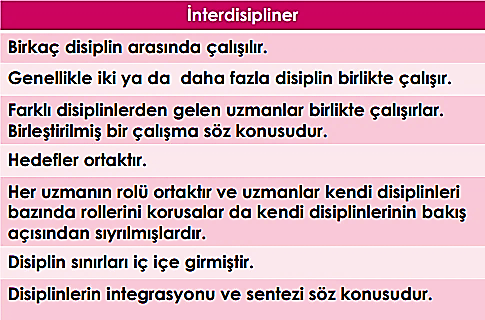 İnterdisipliner
Birkaç disiplin arasında çalışılır.
Genellikle iki ya da daha fazla disiplin birlikte çalışır.
Farklı disiplinlerden gelen uzmanlar birlikte çalışırlar.
Birleştirilmiş bir çalışma söz konusudur.
Hedefler ortaktır.
Her uzmanın rolü ortaktır ve uzmanlar kendi disiplinleri
bazında rollerini korusalar da kendi disiplinlerinin bakış
açısından sıyrılmışlardır.
Disiplin sınırları iç içe girmiştir.
Disiplinlerin integrasyonu ve sentezi söz konusudur.